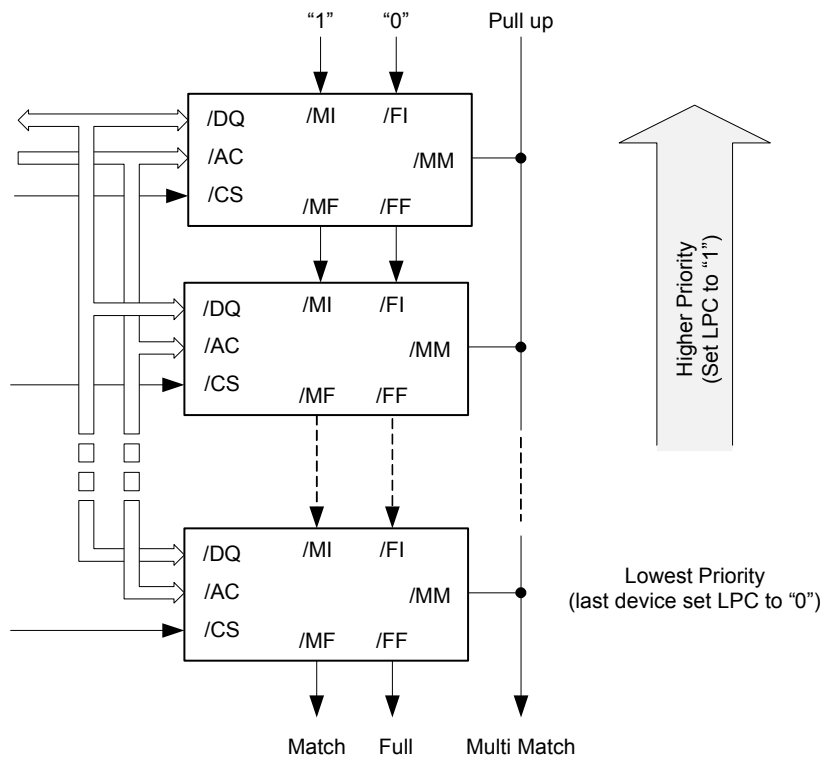 “1” “0” Pull up
/DQ /MI /FI
/AC /MM
/CS /MF /FF
/DQ /MI /FI
/AC /MM
/CS /MF /FF
/DQ /MI /FI
/AC /MM
/CS /MF /FF
Match Full Multi Match
Higher Priority
(Set LPC to “1”)
Lowest Priority
(last device set LPC to “0”)